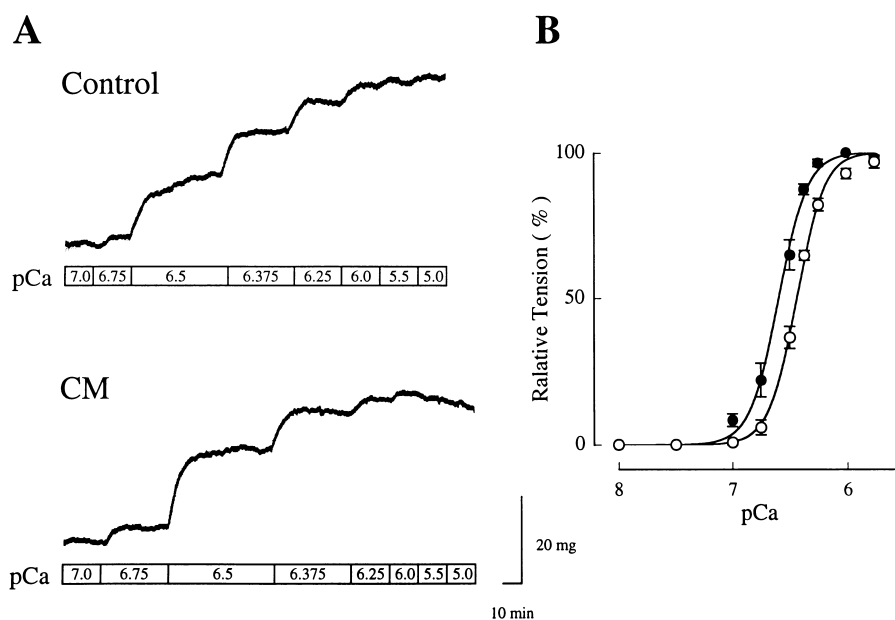 A
Control
pCa 7.0 6.75 6.5 6.375 6.25 6.0 5.5 5.0
CM
pCa 7.0 6.75 6.5 6.375 6.25 6.0 5.5 5.0
20 mg
10 min
B
Ralative Tension ( % )
100
50
0
8 7 6
pCa